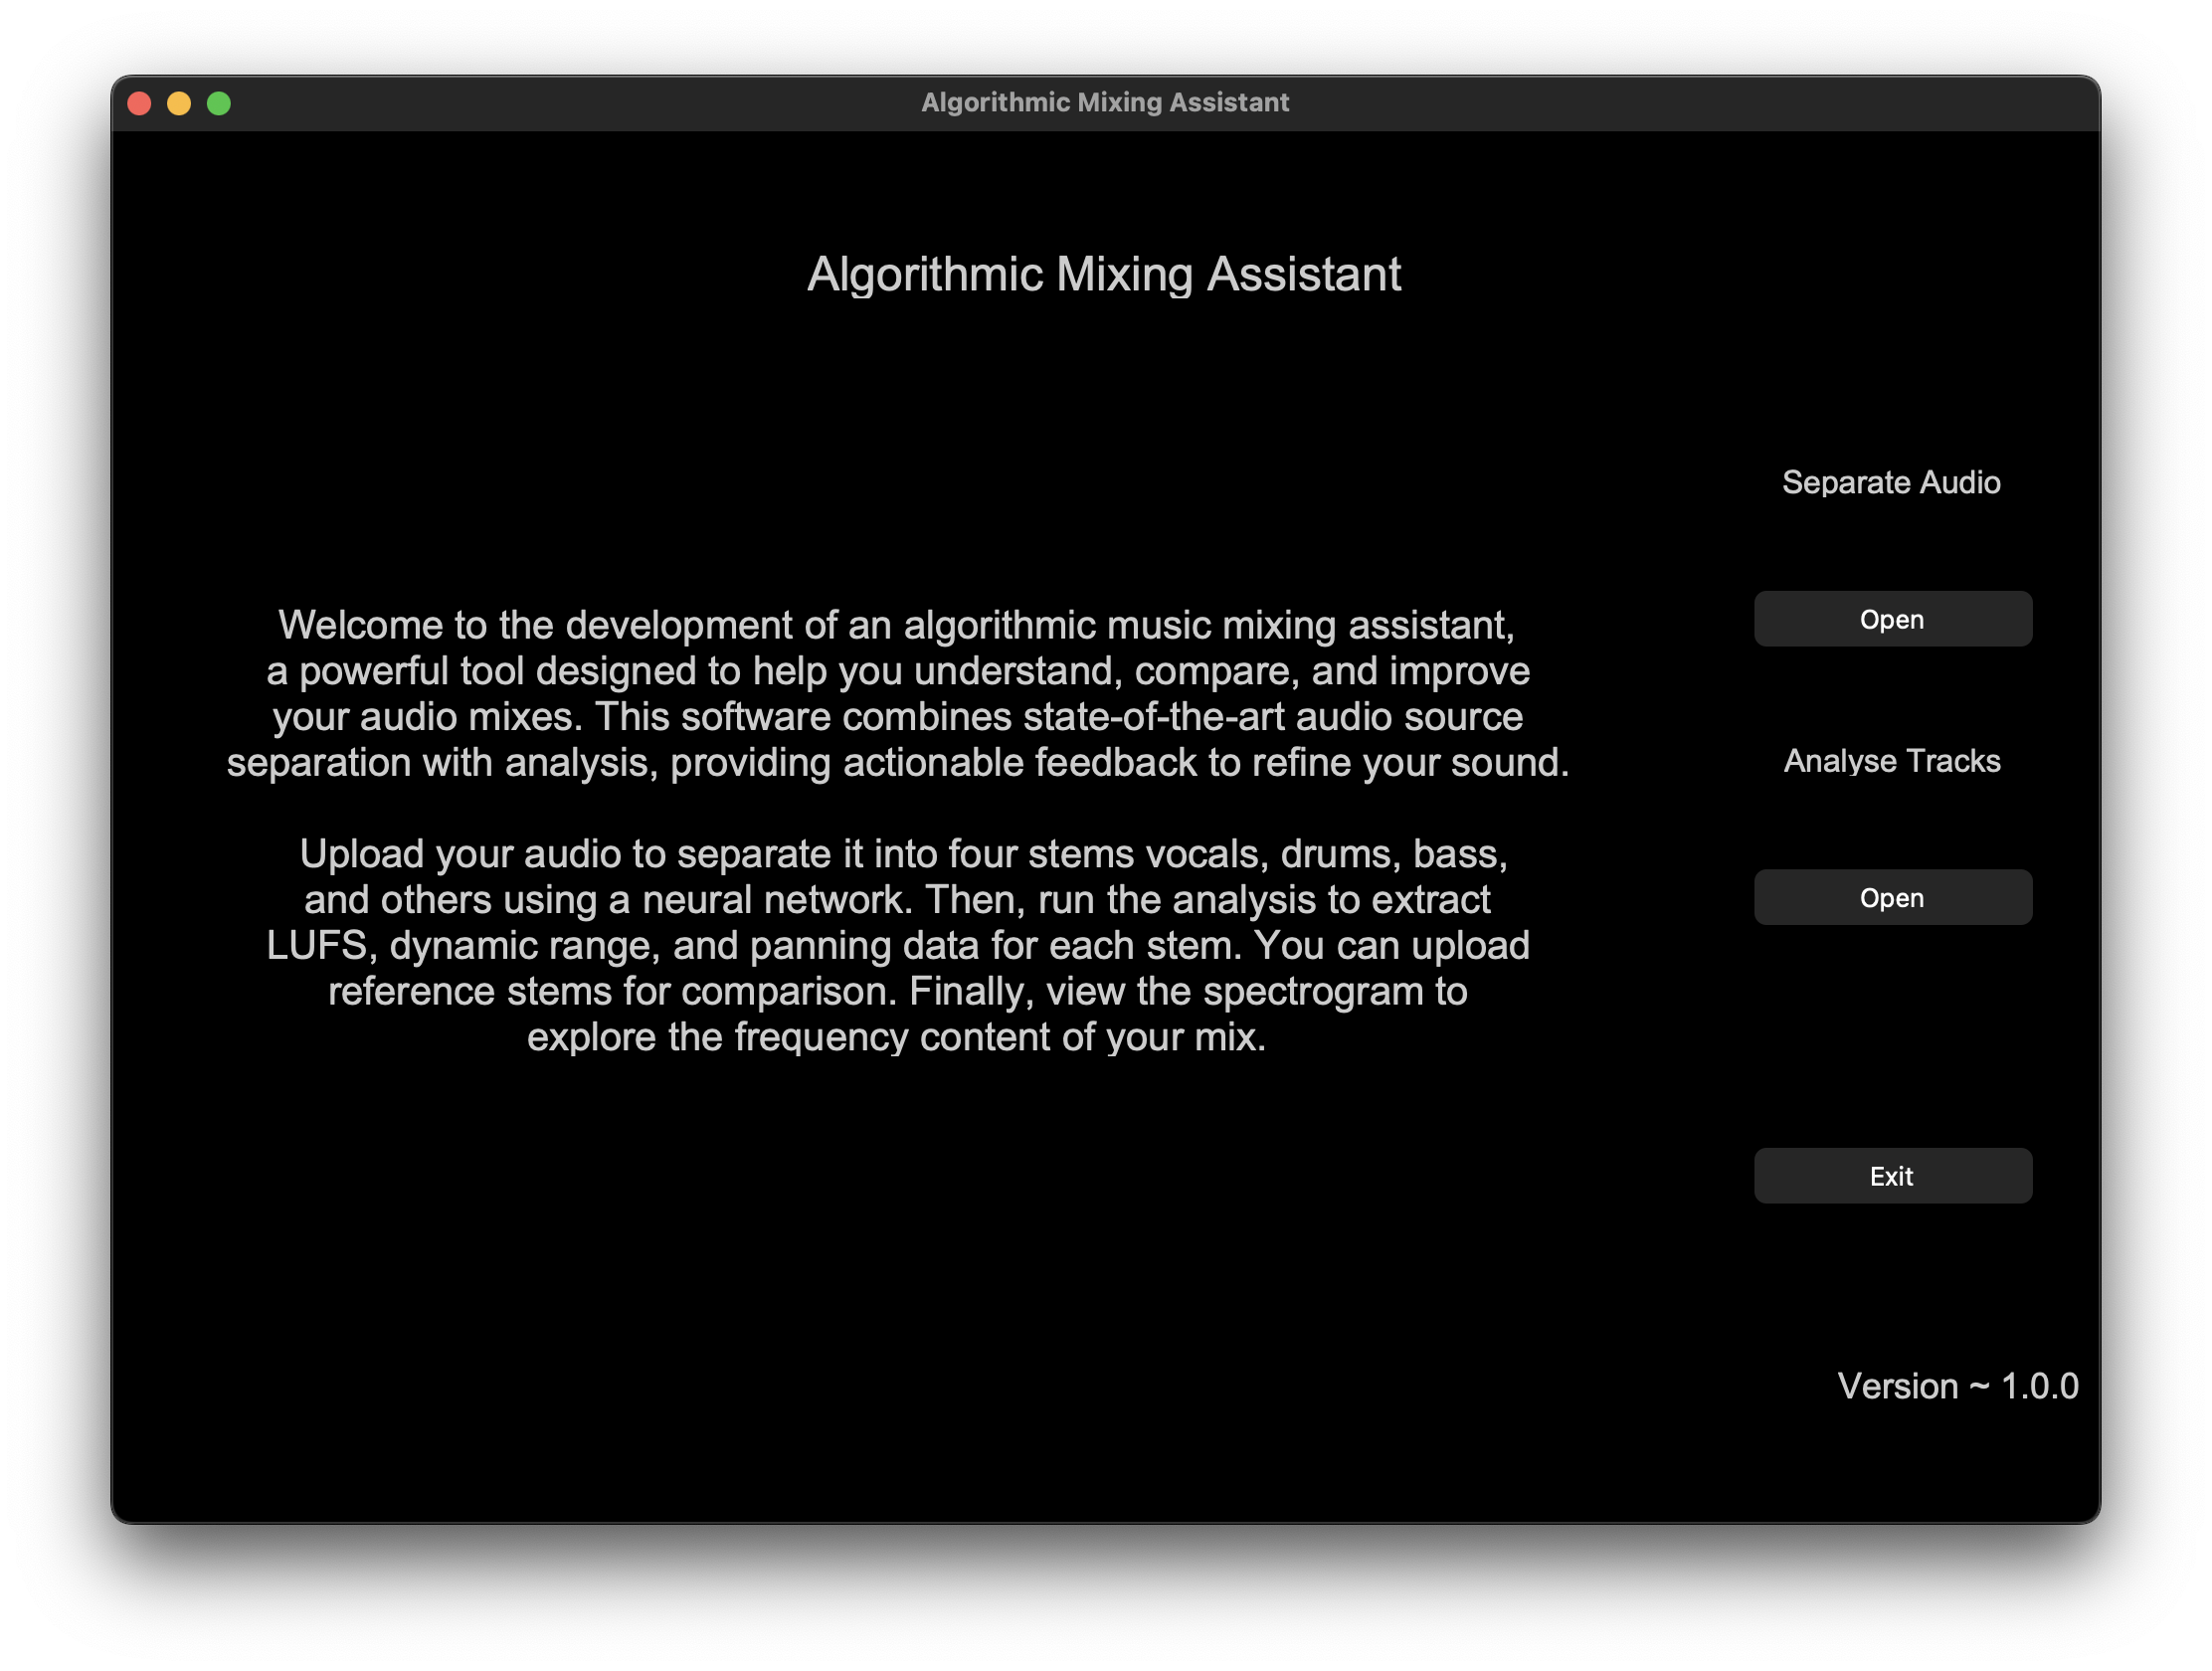 Algorithmic Mixing Assistant
Algorithmic Mixing Assistant
Welcome to the development of an algorithmic music mixing assistant,
a powerful tool designed to help you understand, compare, and improve
your audio mixes. This software combines state-of-the-art audio source
separation with analysis, providing actionable feedback to refine your sound.
Upload your audio to separate it into four stems vocals, drums, bass,
and others using a neural network. Then, run the analysis to extract
LUFS, dynamic range, and panning data for each stem. You can upload
reference stems for comparison. Finally, view the spectrogram to
explore the frequency content of your mix.
Separate Audio
Open
Analyse Tracks
Open
Exit
Version ~ 1.0.0